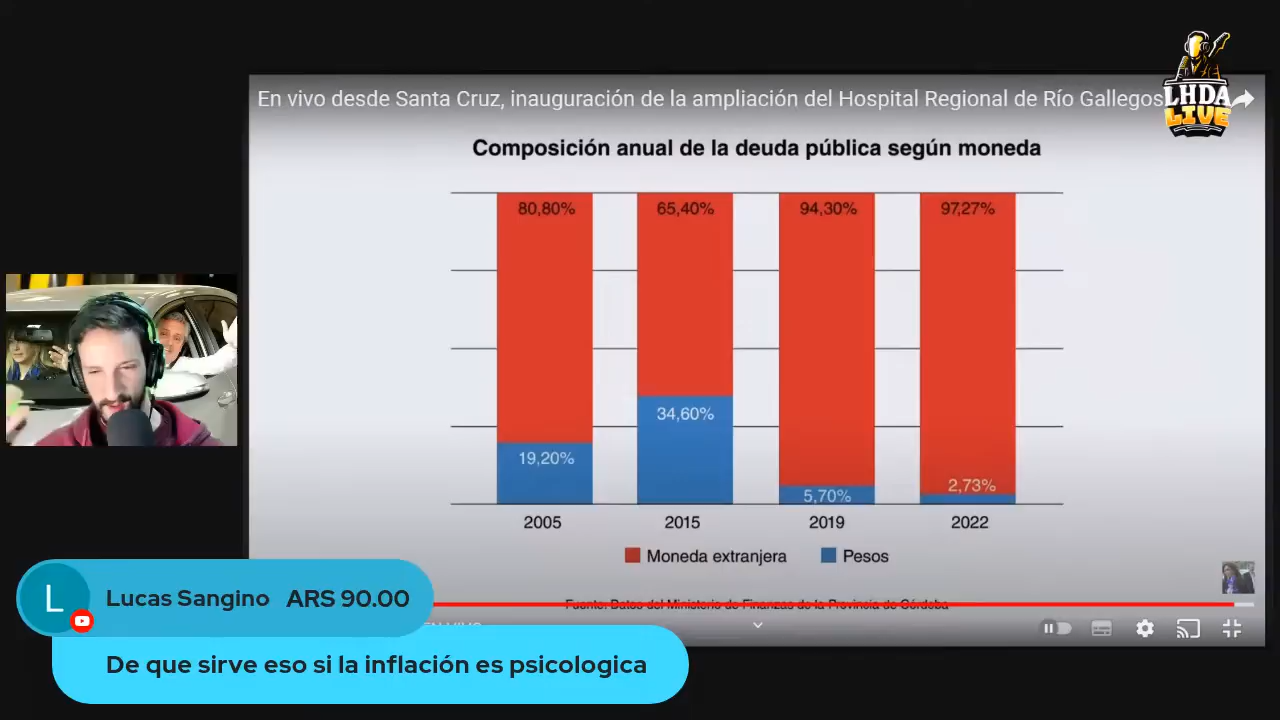 LHDA
LIVE
En vivo desde Santa Cruz, inauguración de la ampliación del Hospital Regional de Río Gallegos
Composición anual de la deuda pública según moneda
80,80%
65,40%
94,30%
97,27%
19,20%
34,60%
5,70%
2,73%
2005
2015
2019
2022
Moneda extranjera
Pesos
Fuente: Datos del Ministerio de Finanzas de la Provincia de Córdoba
EN VIVO
L
Lucas Sangino ARS 90.00
De que sirve eso si la inflación es psicologica